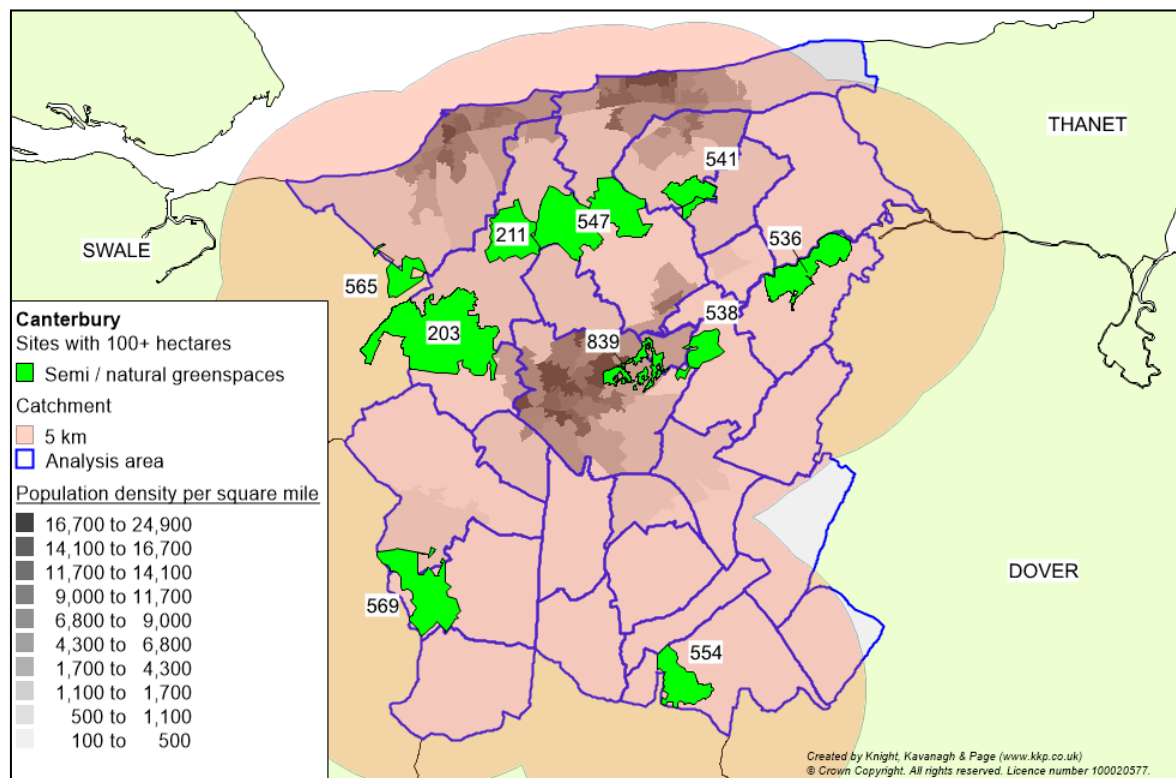 THANET
541
SWALE
211
547
536
565
203
839
538
Canterbury
Sites with 100+ hectares
Semi / natural greenspaces
Catchment
5 km
Analysis area
Population density per square mile
16,700 to 24,900
14,100 to 16,700
11,700 to 14,100
9,000 to 11,700
6,800 to 9,000
4,300 to 6,800
1,700 to 4,300
1,100 to 1,700
500 to 1,100
100 to 500
DOVER
569
554
Created by Knight, Kavanagh & Page (www.kkp.co.uk)
© Crown Copyright. All rights reserved. Licence number 100020577.